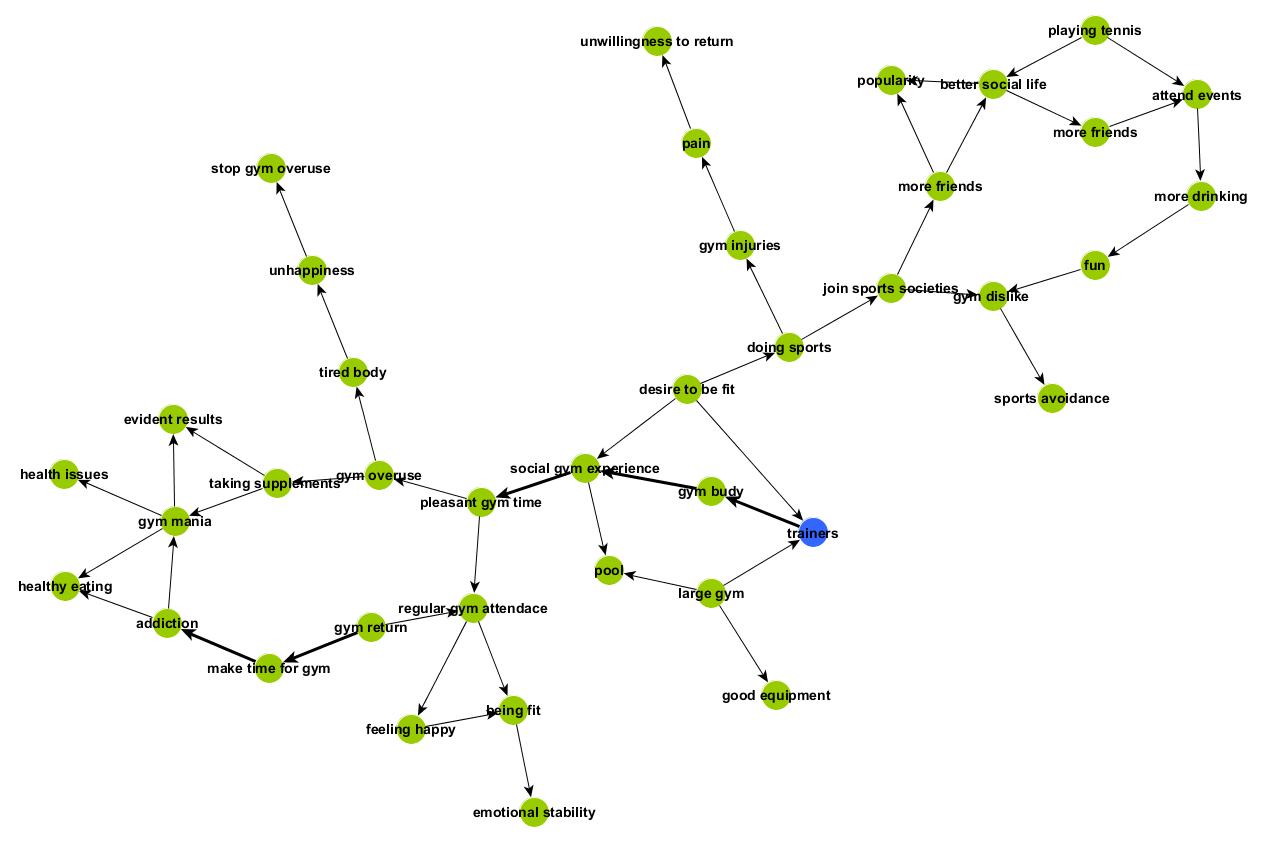 playing tennis
unwillingness to return
popularity
better social life
attend events
more friends
pain
stop gym overuse
more friends
more drinking
gym injuries
fun
unhappiness
join sports societies
gym dislike
doing sports
tired body
desire to be fit
sports avoidance
evident results
social gym experience
health issues
taking supplements
gym overuse
gym budy
pleasant gym time
gym mania
trainers
pool
healthy eating
large gym
regular gym attendace
addiction
gym return
make time for gym
good equipment
being fit
feeling happy
emotional stability